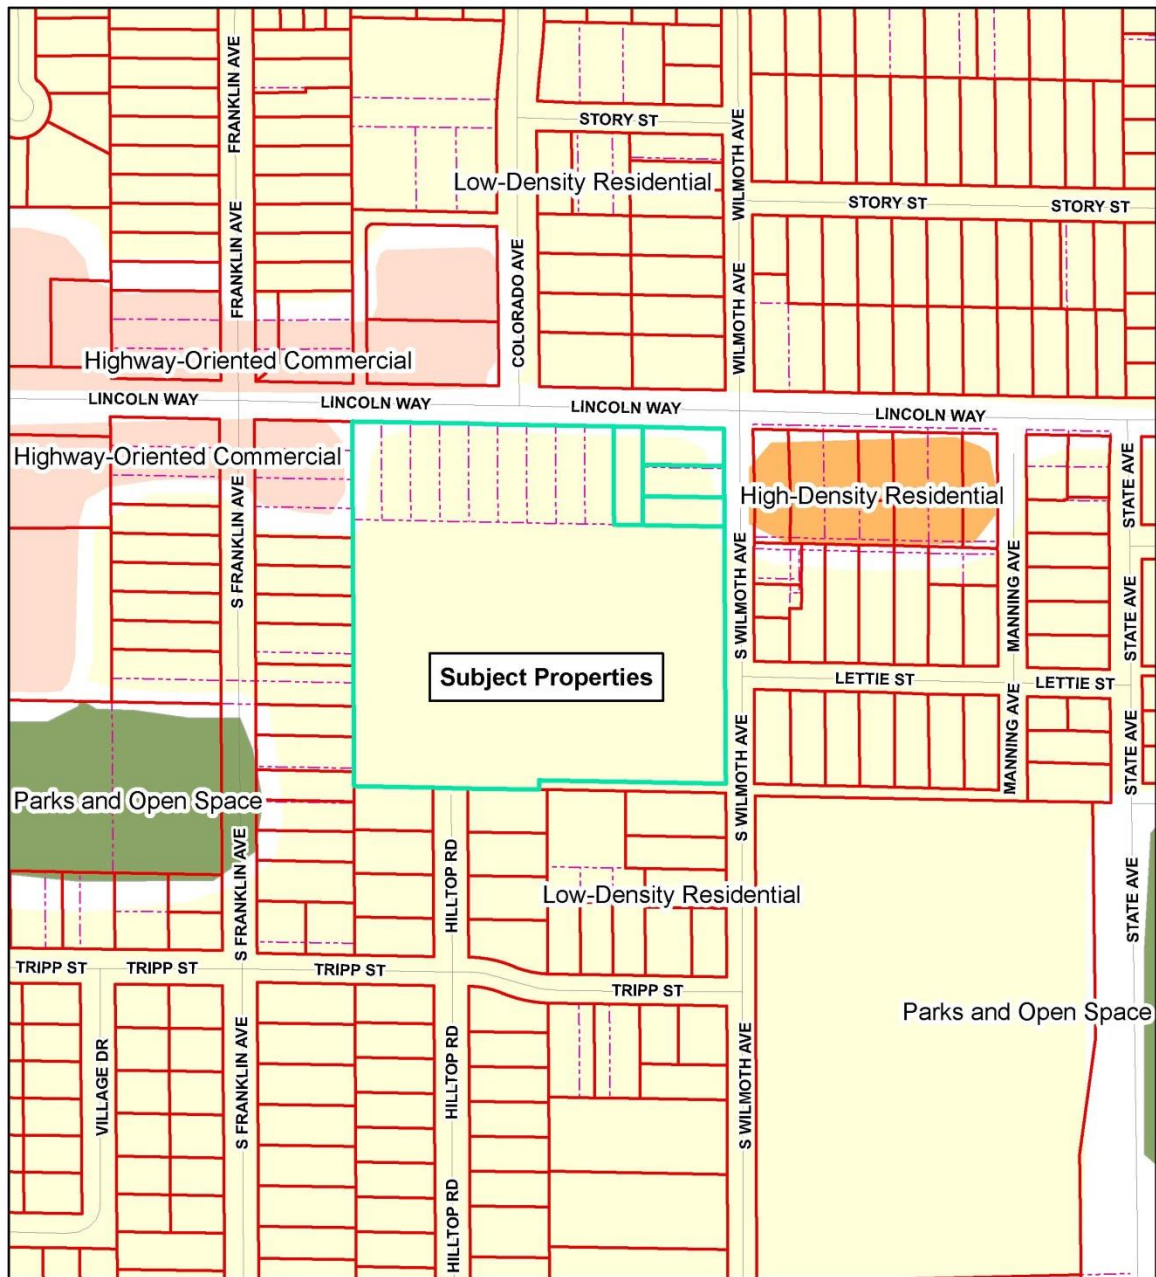 FRANKLIN AVE
STORY ST
WILMOTH AVE
Low-Density Residential
STORY ST
STORY ST
FRANKLIN AVE
COLORADO AVE
WILMOTH AVE
Highway-Oriented Commercial
LINCOLN WAY
LINCOLN WAY
LINCOLN WAY
LINCOLN WAY
Highway-Oriented Commercial
High-Density Residential
STATE AVE
S FRANKLIN AVE
S WILMOTH AVE
MANNING AVE
STATE AVE
Subject Properties
LETTIE ST
LETTIE ST
MANNING AVE
STATE AVE
S WILMOTH AVE
Parks and Open Space
S FRANKLIN AVE
HILLTOP RD
Low-Density Residential
STATE AVE
TRIPP ST
TRIPP ST
TRIPP ST
TRIPP ST
Parks and Open Space
VILLAGE DR
S FRANKLIN AVE
HILLTOP RD
S WILMOTH AVE
HILLTOP RD